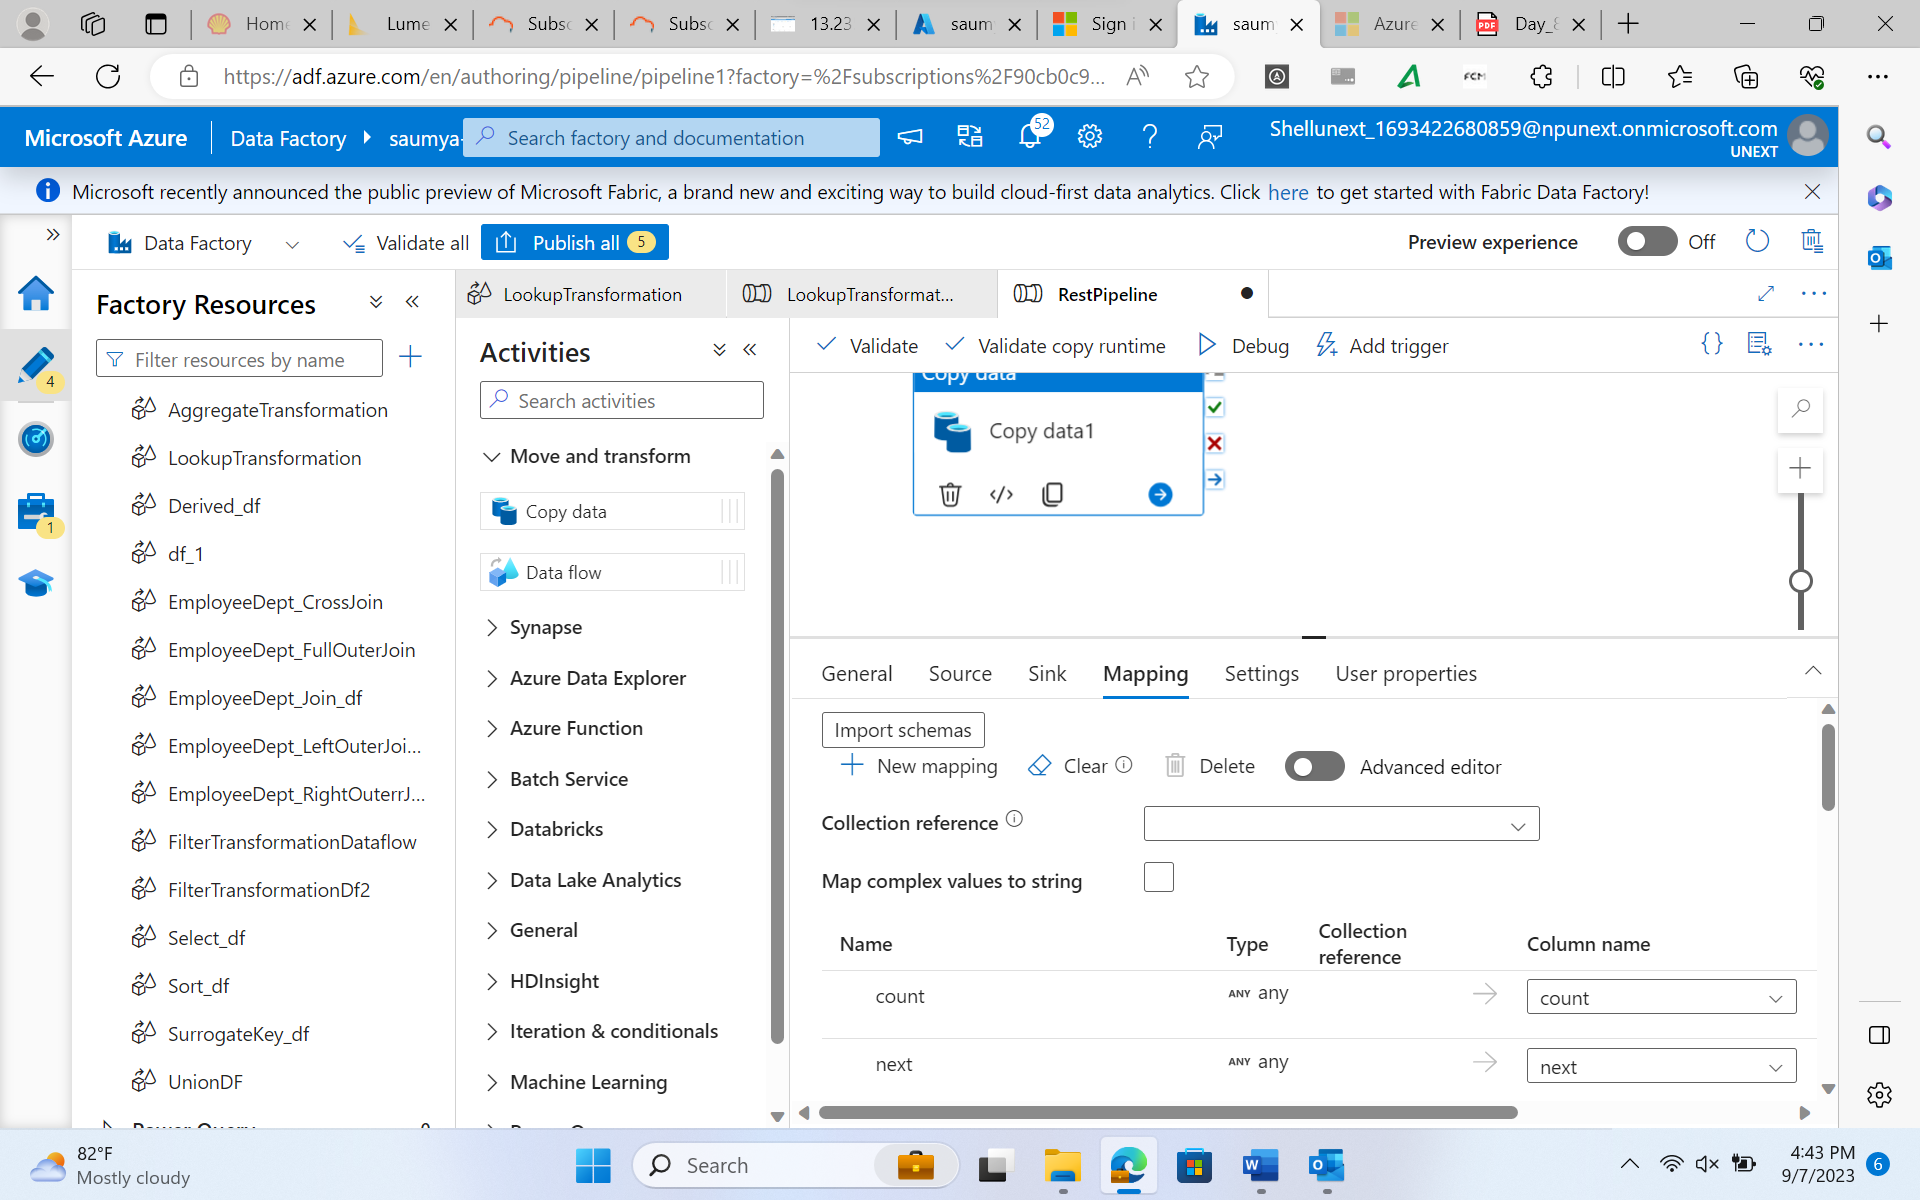 Home
Lume
Subsc
Subsc
13.23
saum
Sign i
saum
Azure
Day_8
https://adf.azure.com/en/authoring/pipeline/pipeline1?factory=%2Fsubscriptions%2F90cb0c9...
FCM
Microsoft Azure
Data Factory
saumya-
Search factory and documentation
52
Shellunext_1693422680859@npunext.onmicrosoft.com
UNEXT
Microsoft recently announced the public preview of Microsoft Fabric, a brand new and exciting way to build cloud-first data analytics. Click here to get started with Fabric Data Factory!
Data Factory
Validate all
Publish all 5
Preview experience
Off
Factory Resources
Filter resources by name
4
1
AggregateTransformation
LookupTransformation
Derived_df
df_1
EmployeeDept_CrossJoin
EmployeeDept_FullOuterJoin
EmployeeDept_Join_df
EmployeeDept_LeftOuterJoi...
EmployeeDept_RightOuterrJ...
FilterTransformationDataflow
FilterTransformationDf2
Select_df
Sort_df
SurrogateKey_df
UnionDF
Power Query 0
LookupTransformation
LookupTransformat...
RestPipeline
Activities
Search activities
Move and transform
Copy data
Data flow
Synapse
Azure Data Explorer
Azure Function
Batch Service
Databricks
Data Lake Analytics
General
HDInsight
Iteration & conditionals
Machine Learning
Validate
Validate copy runtime
Debug
Add trigger
Copy data
Copy data1
General
Source
Sink
Mapping
Settings
User properties
Import schemas
New mapping
Clear
Delete
Advanced editor
Collection reference
Map complex values to string
Name
Type
Collection reference
Column name
count
ANY any
count
next
ANY any
next
82°F
Mostly cloudy
Search
4:43 PM
9/7/2023
6